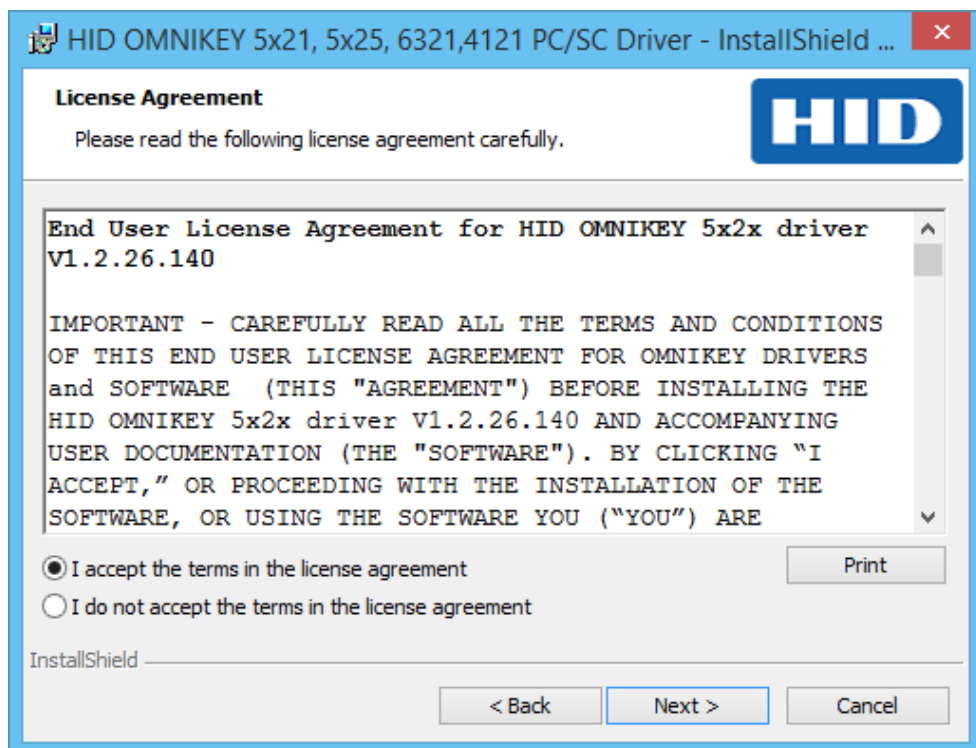 HID OMNIKEY 5x21, 5x25, 6321,4121 PC/SC Driver - InstallShield ...
License Agreement
Please read the following license agreement carefully.
HID
End User License Agreement for HID OMNIKEY 5x2x driver
V1.2.26.140
IMPORTANT – CAREFULLY READ ALL THE TERMS AND CONDITIONS
OF THIS END USER LICENSE AGREEMENT FOR OMNIKEY DRIVERS
and SOFTWARE  (THIS "AGREEMENT") BEFORE INSTALLING THE
HID OMNIKEY 5x2x driver V1.2.26.140 AND ACCOMPANYING
USER DOCUMENTATION (THE "SOFTWARE"). BY CLICKING “I
ACCEPT,” OR PROCEEDING WITH THE INSTALLATION OF THE
SOFTWARE, OR USING THE SOFTWARE YOU (“YOU”) ARE
I accept the terms in the license agreement
Print
I do not accept the terms in the license agreement
InstallShield
< Back
Next >
Cancel